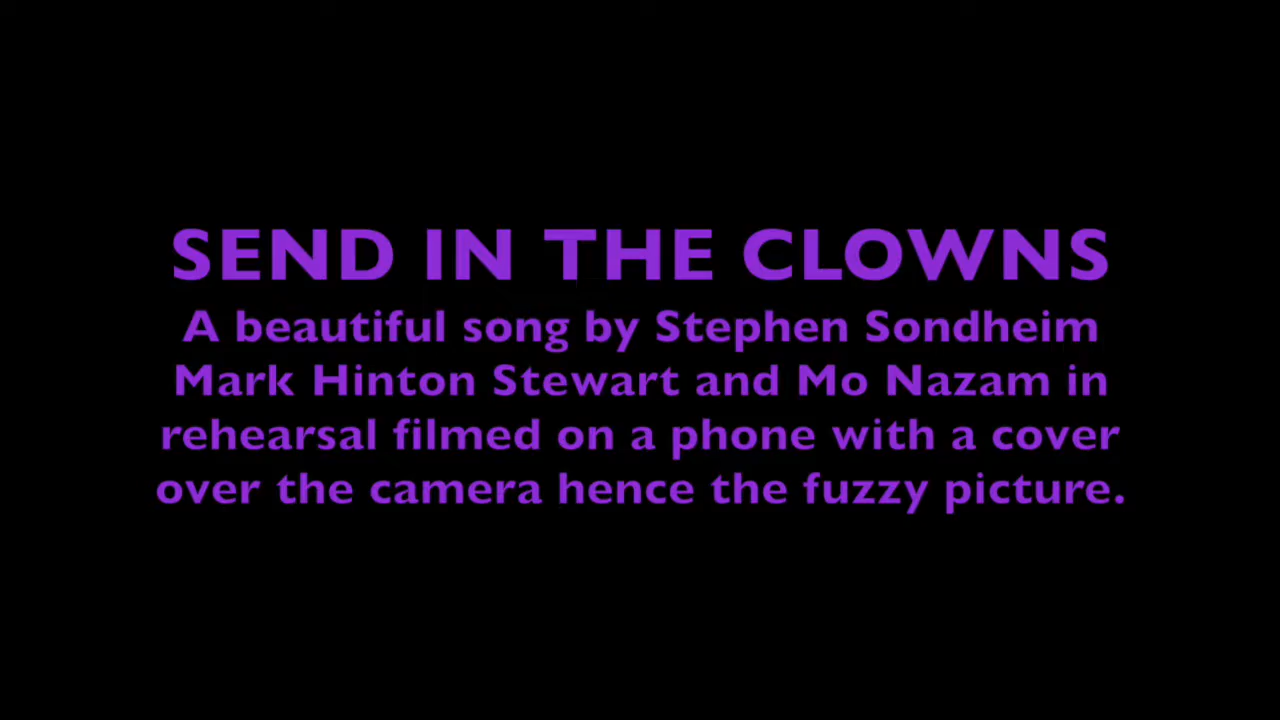 SEND IN THE CLOWNS
A beautiful song by Stephen Sondheim
Mark Hinton Stewart and Mo Nazam in
rehearsal filmed on a phone with a cover
over the camera hence the fuzzy picture.